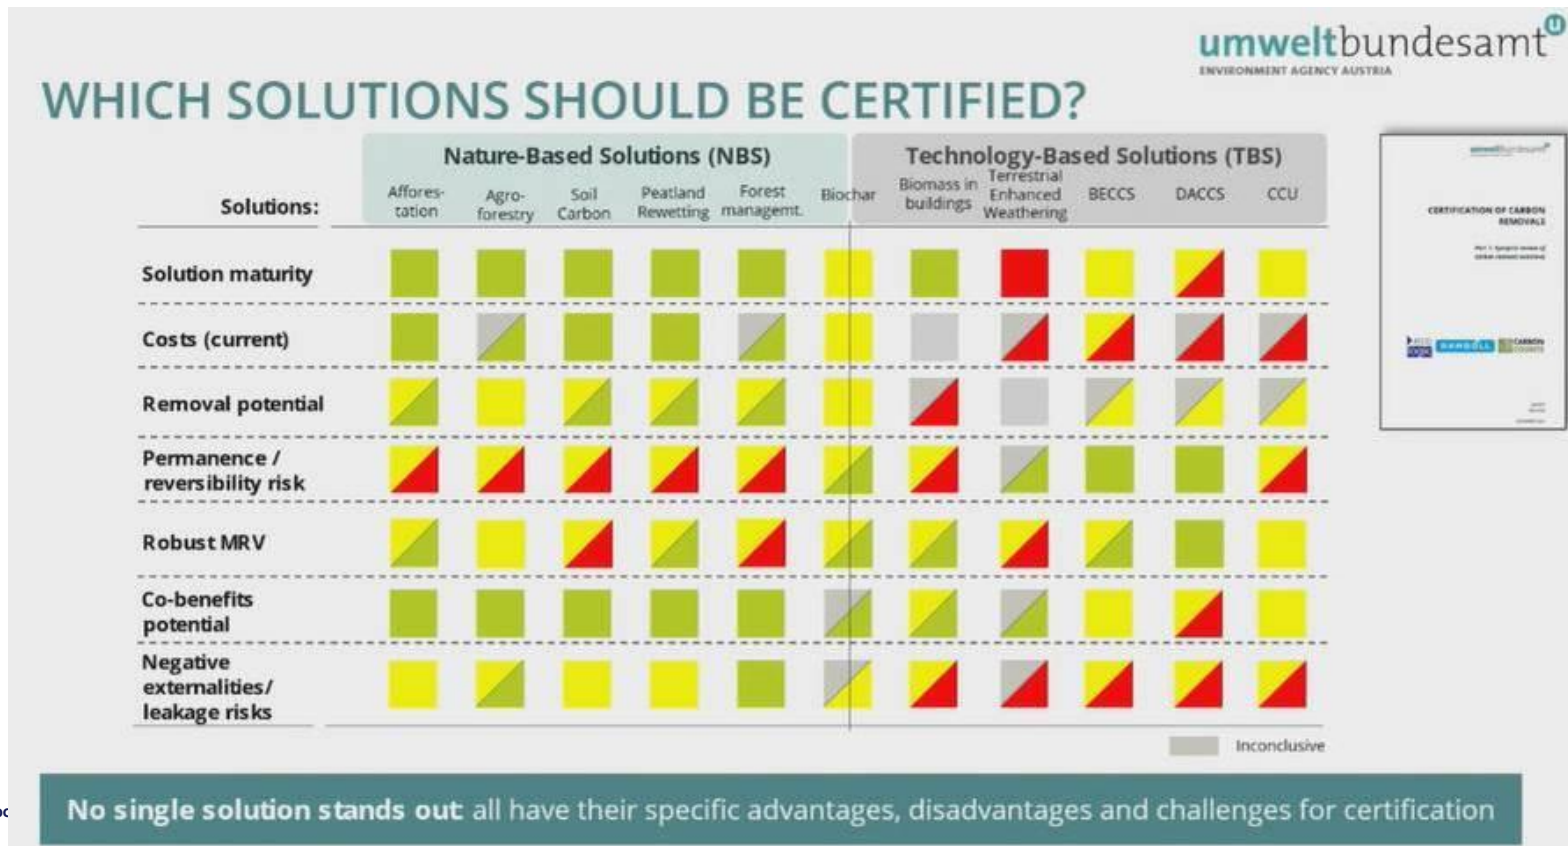 umweltbundesamt
ENVIRONMENT AGENCY AUSTRIA
WHICH SOLUTIONS SHOULD BE CERTIFIED?
Nature-Based Solutions (NBS)
Technology-Based Solutions (TBS)
Solutions:
Affores-
tation
Agro-
forestry
Soil
Carbon
Peatland
Rewetting
Forest
managemt.
Biochar
Biomass in
buildings
Terrestrial
Enhanced
Weathering
BECCS
DACCS
CCU
Solution maturity
Costs (current)
Removal potential
Permanence /
reversibility risk
Robust MRV
Co-benefits
potential
Negative
externalities/
leakage risks
Inconclusive
CERTIFICATION OF CARBON
REMOVALS
No single solution stands out: all have their specific advantages, disadvantages and challenges for certification